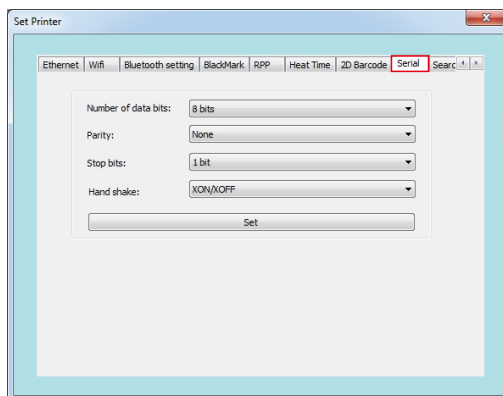 Set Printer
Ethernet Wifi Bluetooth setting BlackMark RPP Heat Time 2D Barcode Serial Searc
Number of data bits: 8 bits
Parity: None
Stop bits: 1 bit
Hand shake: XON/XOFF
Set